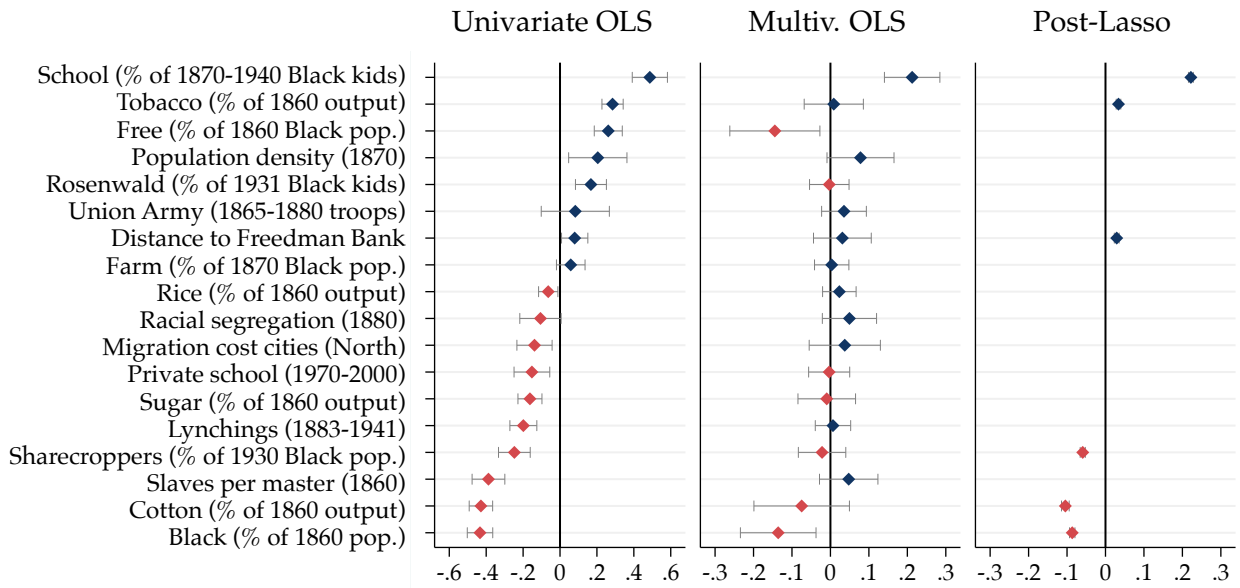 Univariate OLS Multiv. OLS Post-Lasso
School (% of 1870-1940 Black kids)
Tobacco (% of 1860 output)
Free (% of 1860 Black pop.)
Population density (1870)
Rosenwald (% of 1931 Black kids)
Union Army (1865-1880 troops)
Distance to Freedman Bank
Farm (% of 1870 Black pop.)
Rice (% of 1860 output)
Racial segregation (1880)
Migration cost cities (North)
Private school (1970-2000)
Sugar (% of 1860 output)
Lynchings (1883-1941)
Sharecroppers (% of 1930 Black pop.)
Slaves per master (1860)
Cotton (% of 1860 output)
Black (% of 1860 pop.)
-.6 -.4 -.2 0 .2 .4 .6 -.3 -.2 -.1 0 .1 .2 .3 -.3 -.2 -.1 0 .1 .2 .3